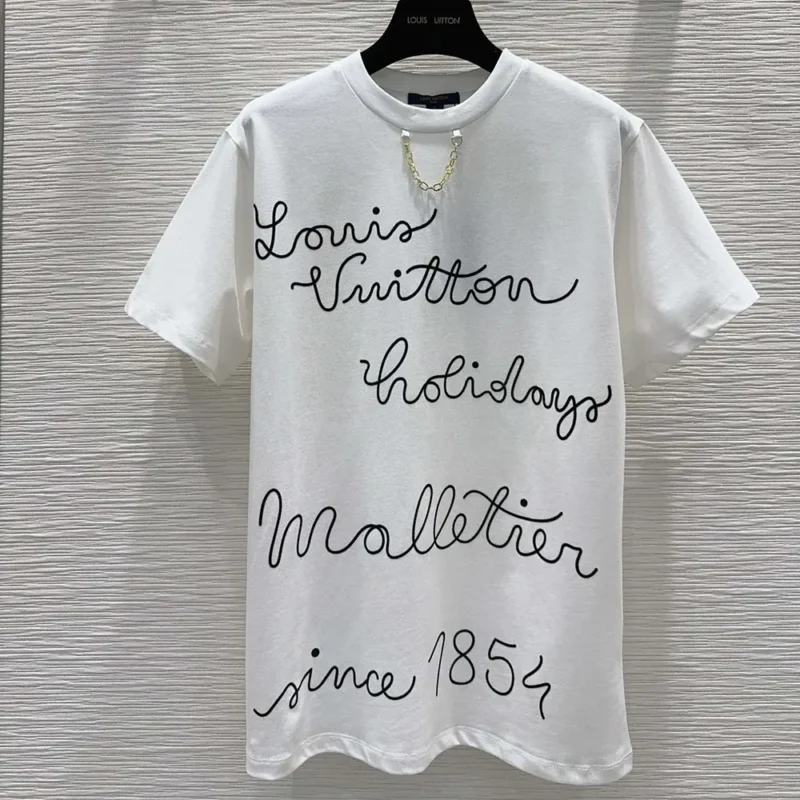 LOUIS VUITTON
Louis
Vuitton
holidays
Malletier
since 1854